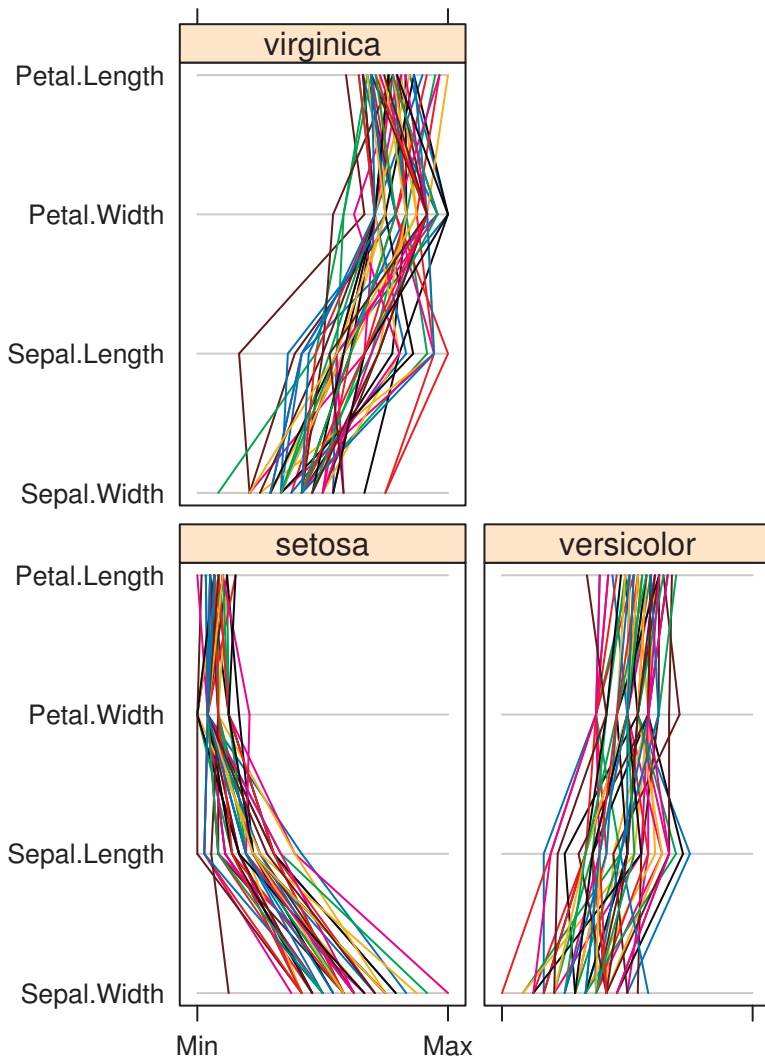 virginica
Petal.Length
Petal.Width
Sepal.Length
Sepal.Width
setosa
versicolor
Petal.Length
Petal.Width
Sepal.Length
Sepal.Width
Min
Max